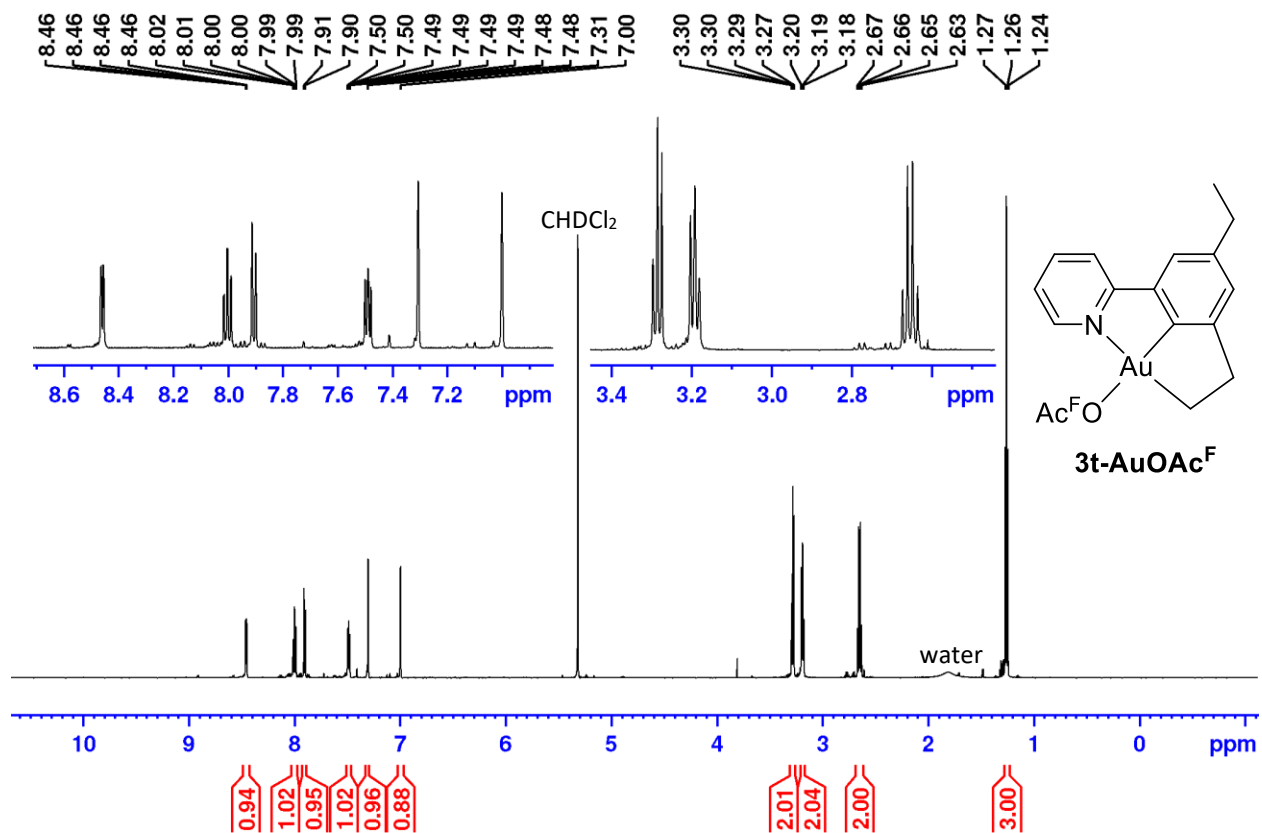 8.46 8.46 8.46 8.46 8.02 8.01 8.00 8.00 7.99 7.99 7.91 7.90 7.50 7.50 7.49 7.49 7.49 7.49 7.48 7.48 7.31 7.00 3.30 3.30 3.29 3.27 3.20 3.19 3.18 2.67 2.66 2.65 2.63 1.27 1.26 1.24
CHDCl₂
8.6 8.4 8.2 8.0 7.8 7.6 7.4 7.2 ppm
3.4 3.2 3.0 2.8 ppm
N
Au
AcᶠO
3t-AuOAcᶠ
water
10 9 8 7 6 5 4 3 2 1 0 ppm
0.94 1.02 0.95 1.02 0.96 0.88 2.01 2.04 2.00 3.00